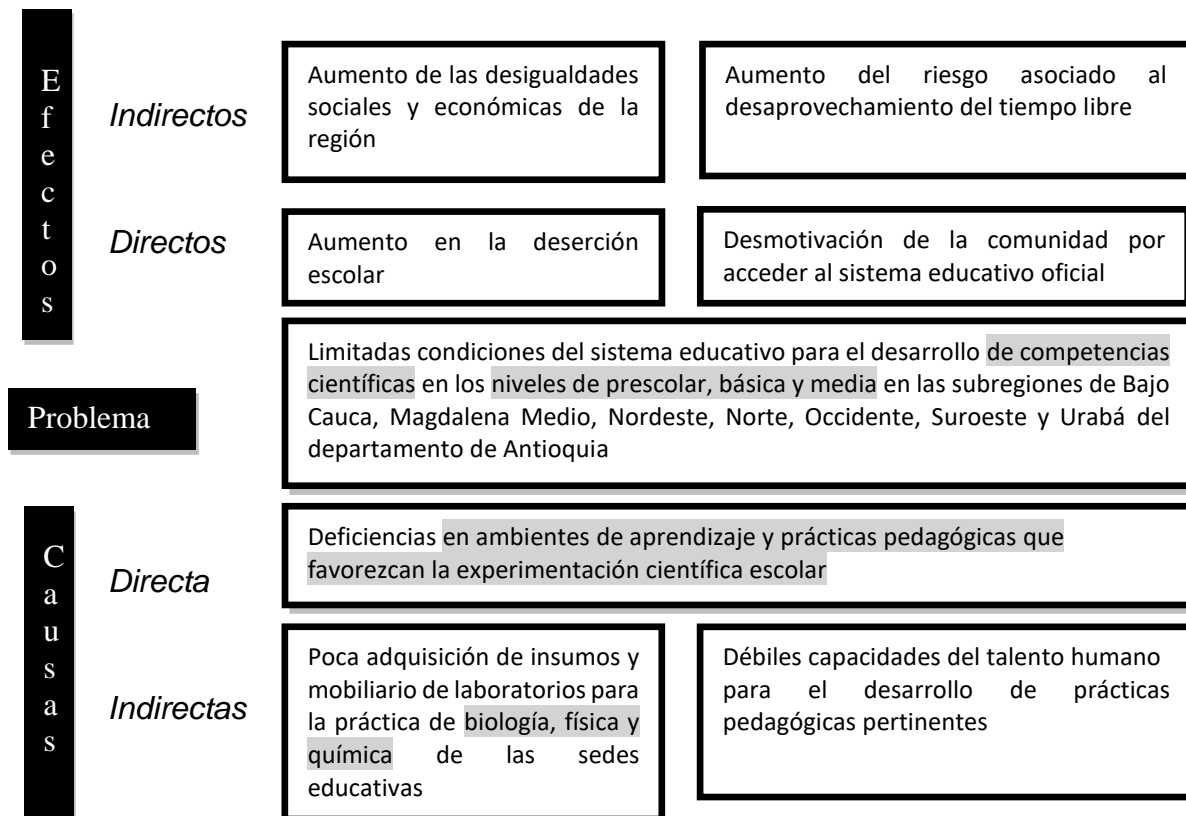 Efectos
Indirectos
Aumento de las desigualdades
sociales y económicas de la
región
Aumento del riesgo asociado al
desaprovechamiento del tiempo libre
Directos
Aumento en la deserción
escolar
Desmotivación de la comunidad por
acceder al sistema educativo oficial
Problema
Limitadas condiciones del sistema educativo para el desarrollo de competencias
científicas en los niveles de prescolar, básica y media en las subregiones de Bajo
Cauca, Magdalena Medio, Nordeste, Norte, Occidente, Suroeste y Urabá del
departamento de Antioquia
Causas
Directa
Deficiencias en ambientes de aprendizaje y prácticas pedagógicas que
favorezcan la experimentación científica escolar
Indirectas
Poca adquisición de insumos y
mobiliario de laboratorios para
la práctica de biología, física y
química de las sedes
educativas
Débiles capacidades del talento humano
para el desarrollo de prácticas
pedagógicas pertinentes